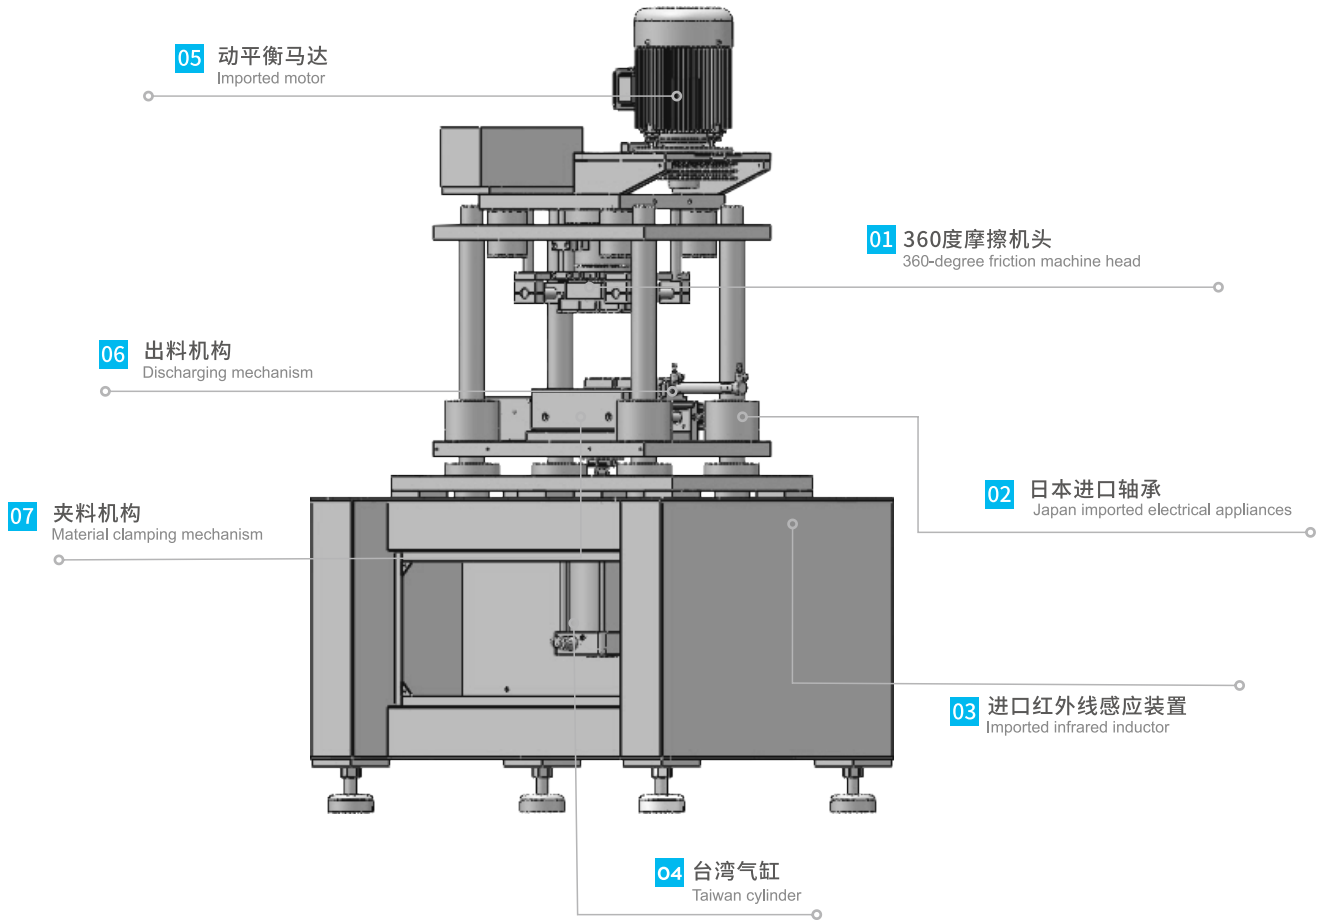 05 动平衡马达
Imported motor
01 360度摩擦机头
360-degree friction machine head
06 出料机构
Discharging mechanism
02 日本进口轴承
Japan imported electrical appliances
07 夹料机构
Material clamping mechanism
03 进口红外线感应装置
Imported infrared inductor
04 台湾气缸
Taiwan cylinder